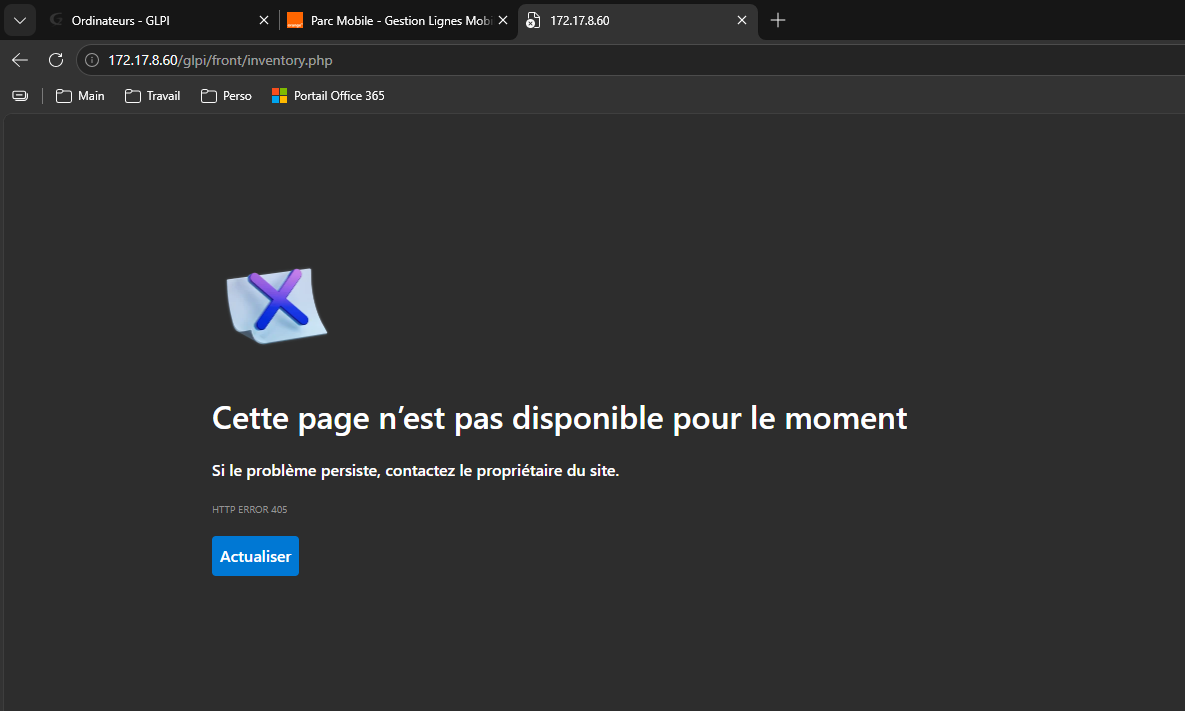 Ordinateurs - GLPI
Parc Mobile - Gestion Lignes Mobi
172.17.8.60
172.17.8.60/glpi/front/inventory.php
Main
Travail
Perso
Portail Office 365
Cette page n’est pas disponible pour le moment
Si le problème persiste, contactez le propriétaire du site.
HTTP ERROR 405
Actualiser